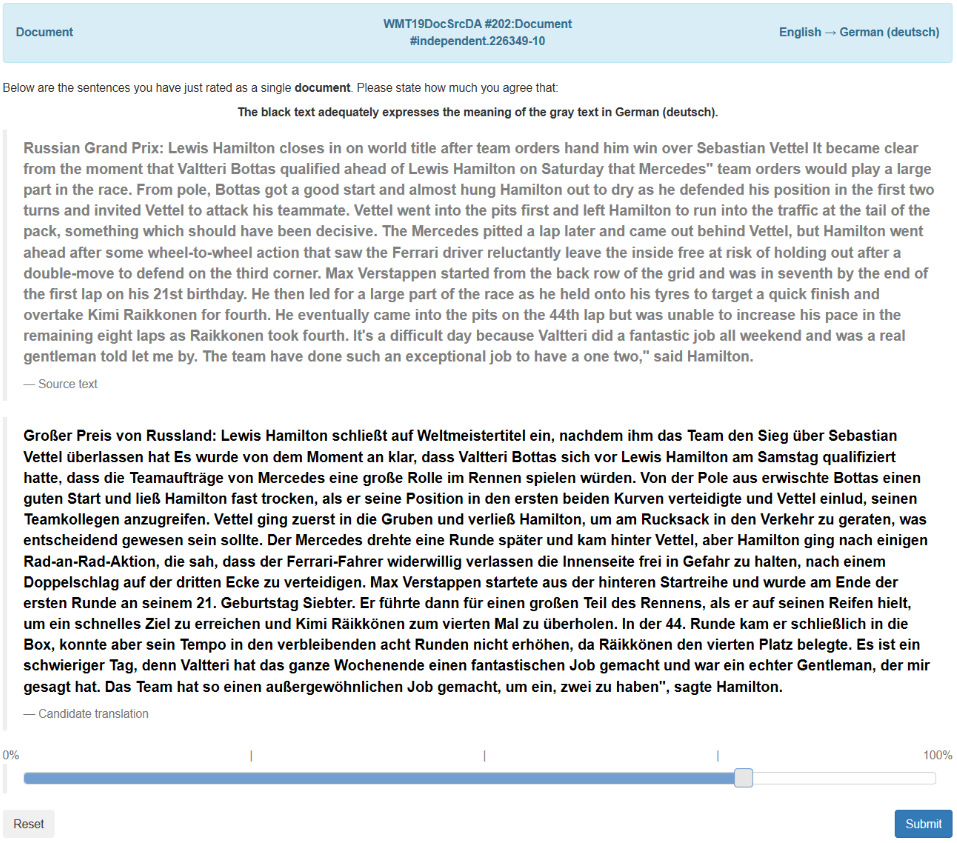 Document
WMT19DocSrcDA #202:Document
#independent.226349-10
English → German (deutsch)
Below are the sentences you have just rated as a single document. Please state how much you agree that:
The black text adequately expresses the meaning of the gray text in German (deutsch).
Russian Grand Prix: Lewis Hamilton closes in on world title after team orders hand him win over Sebastian Vettel It became clear
from the moment that Valtteri Bottas qualified ahead of Lewis Hamilton on Saturday that Mercedes" team orders would play a large
part in the race. From pole, Bottas got a good start and almost hung Hamilton out to dry as he defended his position in the first two
turns and invited Vettel to attack his teammate. Vettel went into the pits first and left Hamilton to run into the traffic at the tail of the
pack, something which should have been decisive. The Mercedes pitted a lap later and came out behind Vettel, but Hamilton went
ahead after some wheel-to-wheel action that saw the Ferrari driver reluctantly leave the inside free at risk of holding out after a
double-move to defend on the third corner. Max Verstappen started from the back row of the grid and was in seventh by the end of
the first lap on his 21st birthday. He then led for a large part of the race as he held onto his tyres to target a quick finish and
overtake Kimi Raikkonen for fourth. He eventually came into the pits on the 44th lap but was unable to increase his pace in the
remaining eight laps as Raikkonen took fourth. It's a difficult day because Valtteri did a fantastic job all weekend and was a real
gentleman told let me by. The team have done such an exceptional job to have a one two," said Hamilton.
— Source text
Großer Preis von Russland: Lewis Hamilton schließt auf Weltmeistertitel ein, nachdem ihm das Team den Sieg über Sebastian
Vettel überlassen hat Es wurde von dem Moment an klar, dass Valtteri Bottas sich vor Lewis Hamilton am Samstag qualifiziert
hatte, dass die Teamaufträge von Mercedes eine große Rolle im Rennen spielen würden. Von der Pole aus erwischte Bottas einen
guten Start und ließ Hamilton fast trocken, als er seine Position in den ersten beiden Kurven verteidigte und Vettel einlud, seinen
Teamkollegen anzugreifen. Vettel ging zuerst in die Gruben und verließ Hamilton, um am Rucksack in den Verkehr zu geraten, was
entscheidend gewesen sein sollte. Der Mercedes drehte eine Runde später und kam hinter Vettel, aber Hamilton ging nach einigen
Rad-an-Rad-Aktion, die sah, dass der Ferrari-Fahrer widerwillig verlassen die Innenseite frei in Gefahr zu halten, nach einem
Doppelschlag auf der dritten Ecke zu verteidigen. Max Verstappen startete aus der hinteren Startreihe und wurde am Ende der
ersten Runde an seinem 21. Geburtstag Siebter. Er führte dann für einen großen Teil des Rennens, als er auf seinen Reifen hielt,
um ein schnelles Ziel zu erreichen und Kimi Räikkönen zum vierten Mal zu überholen. In der 44. Runde kam er schließlich in die
Box, konnte aber sein Tempo in den verbleibenden acht Runden nicht erhöhen, da Räikkönen den vierten Platz belegte. Es ist ein
schwieriger Tag, denn Valtteri hat das ganze Wochenende einen fantastischen Job gemacht und war ein echter Gentleman, der mir
gesagt hat. Das Team hat so einen außergewöhnlichen Job gemacht, um ein, zwei zu haben", sagte Hamilton.
— Candidate translation
0% | | | 100%
Reset
Submit